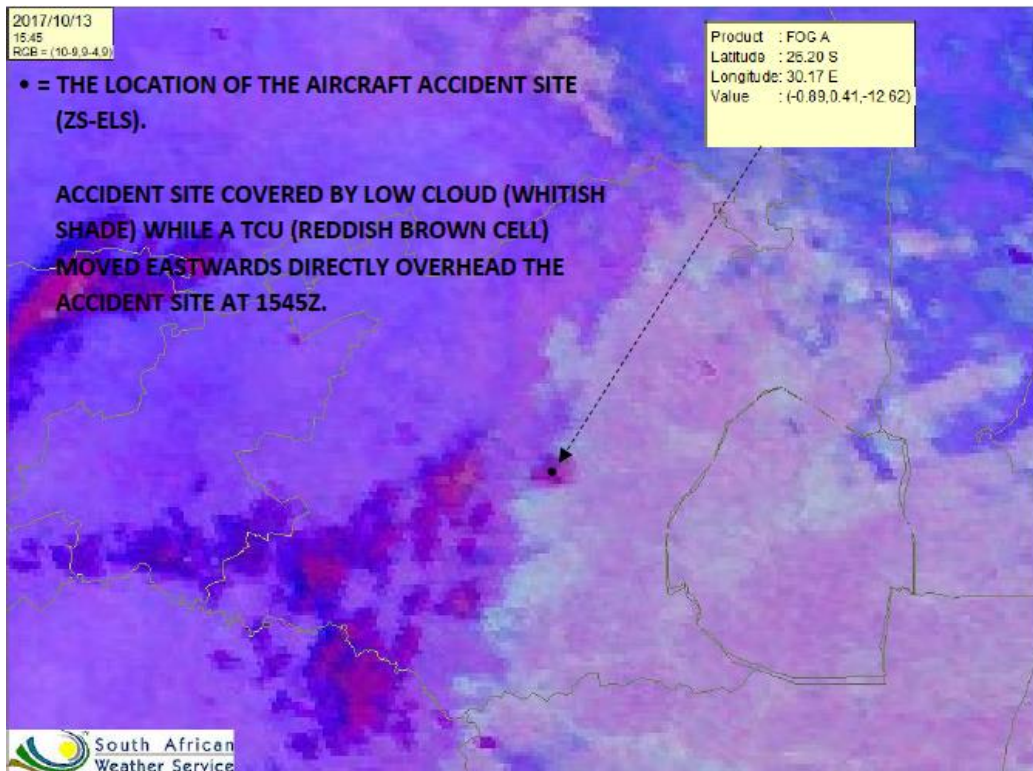 2017/10/13
15:45
RGB = (10-9,9-4,9)
• = THE LOCATION OF THE AIRCRAFT ACCIDENT SITE
(ZS-ELS).
ACCIDENT SITE COVERED BY LOW CLOUD (WHITISH
SHADE) WHILE A TCU (REDDISH BROWN CELL)
MOVED EASTWARDS DIRECTLY OVERHEAD THE
ACCIDENT SITE AT 1545Z.
Product : FOG A
Latitude : 26.20 S
Longitude: 30.17 E
Value : (-0.89,0.41,-12.62)
South African
Weather Service